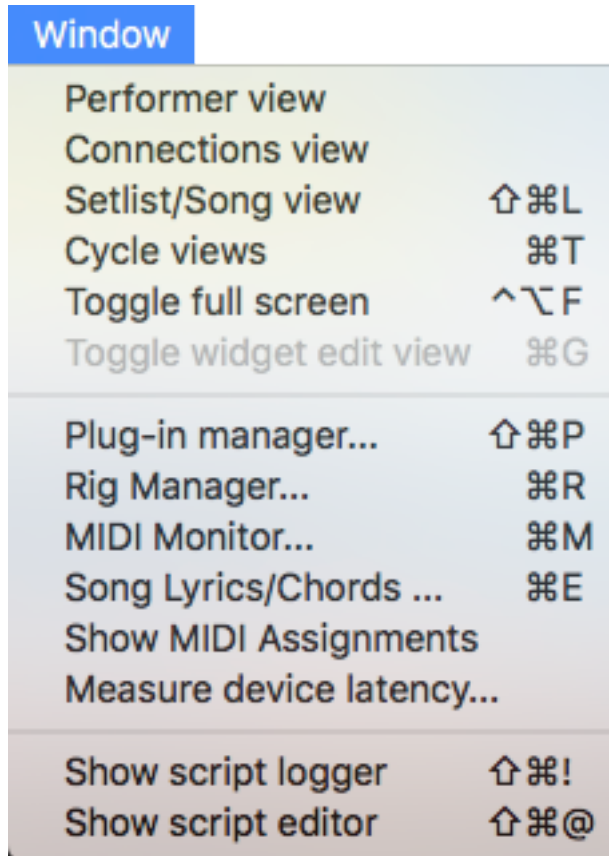 Window
Performer view
Connections view
Setlist/Song view ⇧⌘L
Cycle views ⌘T
Toggle full screen ^⌥F
Toggle widget edit view ⌘G
Plug-in manager... ⇧⌘P
Rig Manager... ⌘R
MIDI Monitor... ⌘M
Song Lyrics/Chords ... ⌘E
Show MIDI Assignments
Measure device latency...
Show script logger ⇧⌘!
Show script editor ⇧⌘@